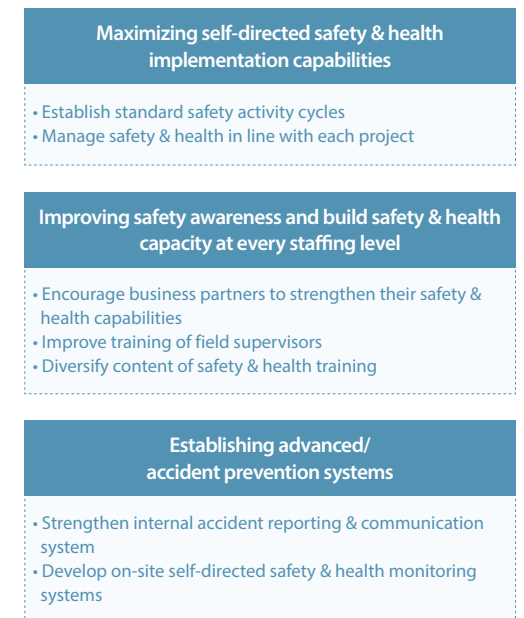 Maximizing self-directed safety & health
implementation capabilities
• Establish standard safety activity cycles
• Manage safety & health in line with each project
Improving safety awareness and build safety & health
capacity at every staffing level
• Encourage business partners to strengthen their safety &
health capabilities
• Improve training of field supervisors
• Diversify content of safety & health training
Establishing advanced/
accident prevention systems
• Strengthen internal accident reporting & communication
system
• Develop on-site self-directed safety & health monitoring
systems